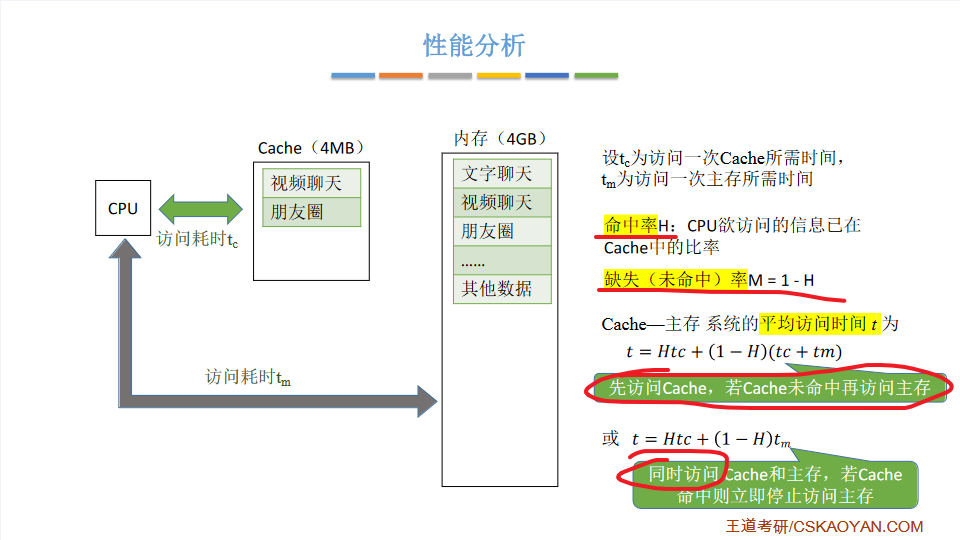 性能分析
Cache（4MB）
视频聊天
朋友圈
CPU
访问耗时tc
访问耗时tm
内存（4GB）
文字聊天
视频聊天
朋友圈
......
其他数据
设tc为访问一次Cache所需时间，
tm为访问一次主存所需时间
命中率H：CPU欲访问的信息已在
Cache中的比率
缺失（未命中）率M = 1 - H
Cache—主存 系统的平均访问时间 t 为
t = Htc + (1 − H)(tc + tm)
先访问Cache，若Cache未命中再访问主存
或 t = Htc + (1 − H)tm
同时访问 Cache和主存，若Cache
命中则立即停止访问主存
王道考研/CSKAOYAN.COM